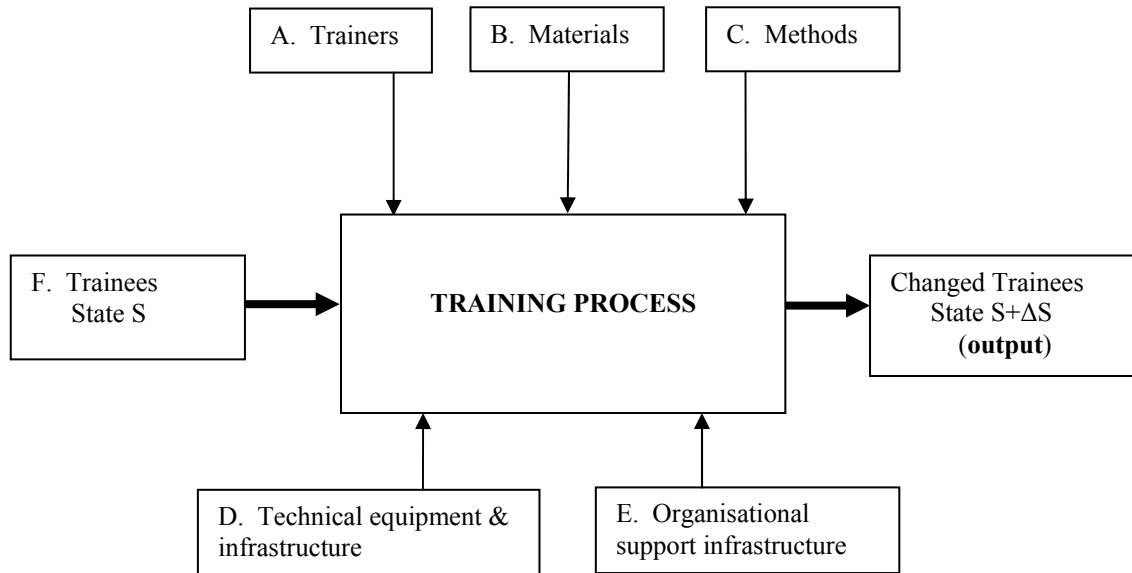 A. Trainers
B. Materials
C. Methods
F. Trainees
State S
TRAINING PROCESS
Changed Trainees
State S+ΔS
(output)
D. Technical equipment &
infrastructure
E. Organisational
support infrastructure